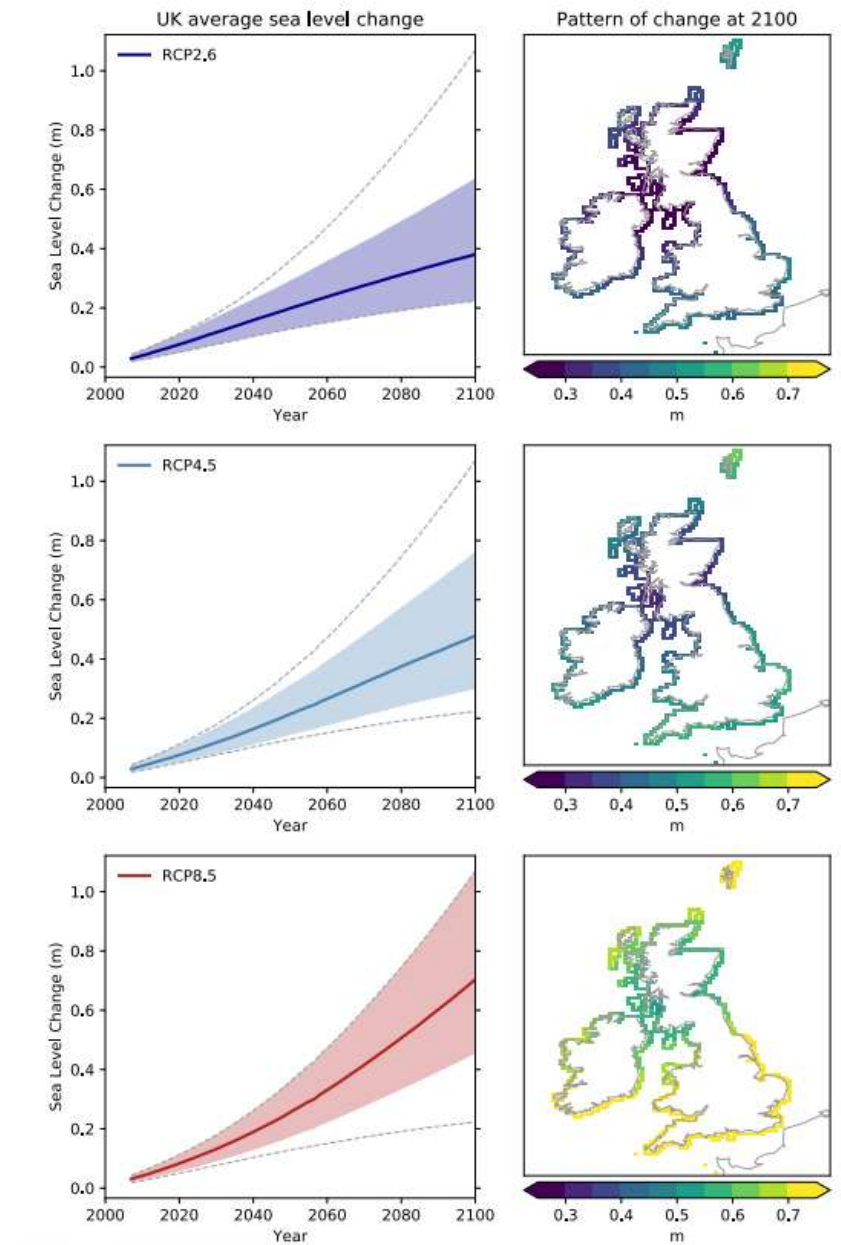 UK average sea level change
Pattern of change at 2100
RCP2.6
1.0
0.8
0.6
0.4
0.2
0.0
Sea Level Change (m)
2000 2020 2040 2060 2080 2100
Year
0.3 0.4 0.5 0.6 0.7
m
RCP4.5
1.0
0.8
0.6
0.4
0.2
0.0
Sea Level Change (m)
2000 2020 2040 2060 2080 2100
Year
0.3 0.4 0.5 0.6 0.7
m
RCP8.5
1.0
0.8
0.6
0.4
0.2
0.0
Sea Level Change (m)
2000 2020 2040 2060 2080 2100
Year
0.3 0.4 0.5 0.6 0.7
m